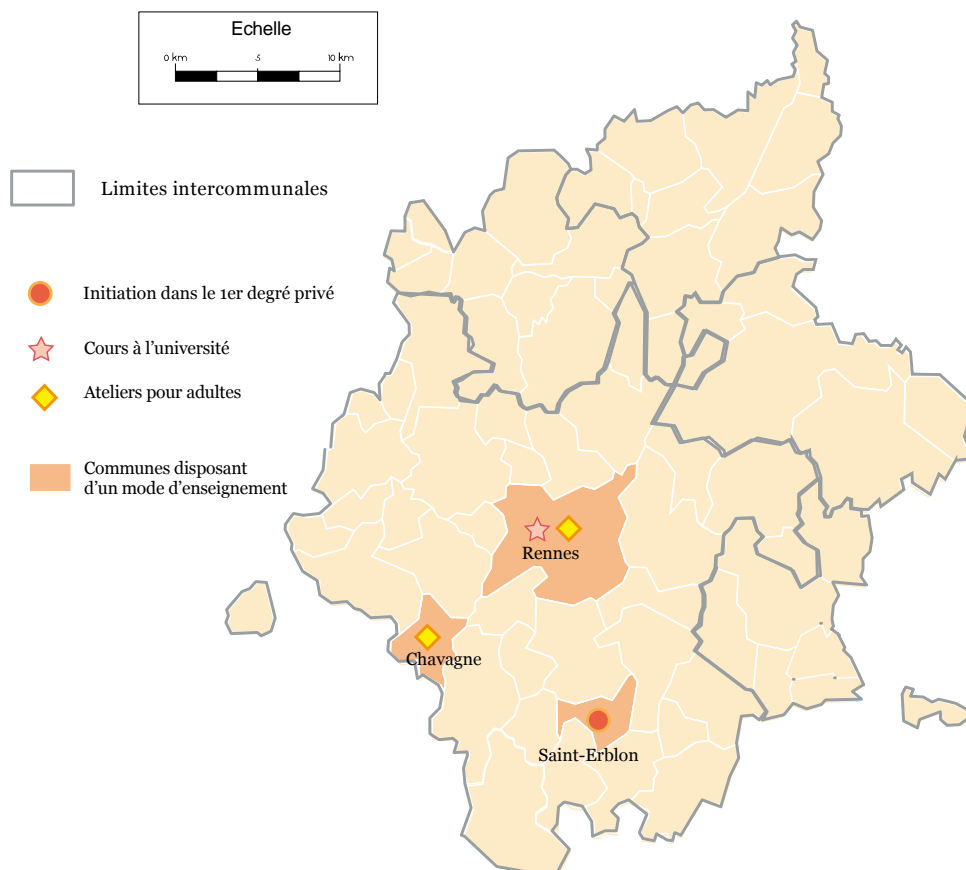 Echelle
0 km 5 10 km
Limites intercommunales
Initiation dans le 1er degré privé
Cours à l'université
Ateliers pour adultes
Communes disposant
d'un mode d'enseignement
Rennes
Chavagne
Saint-Erblon